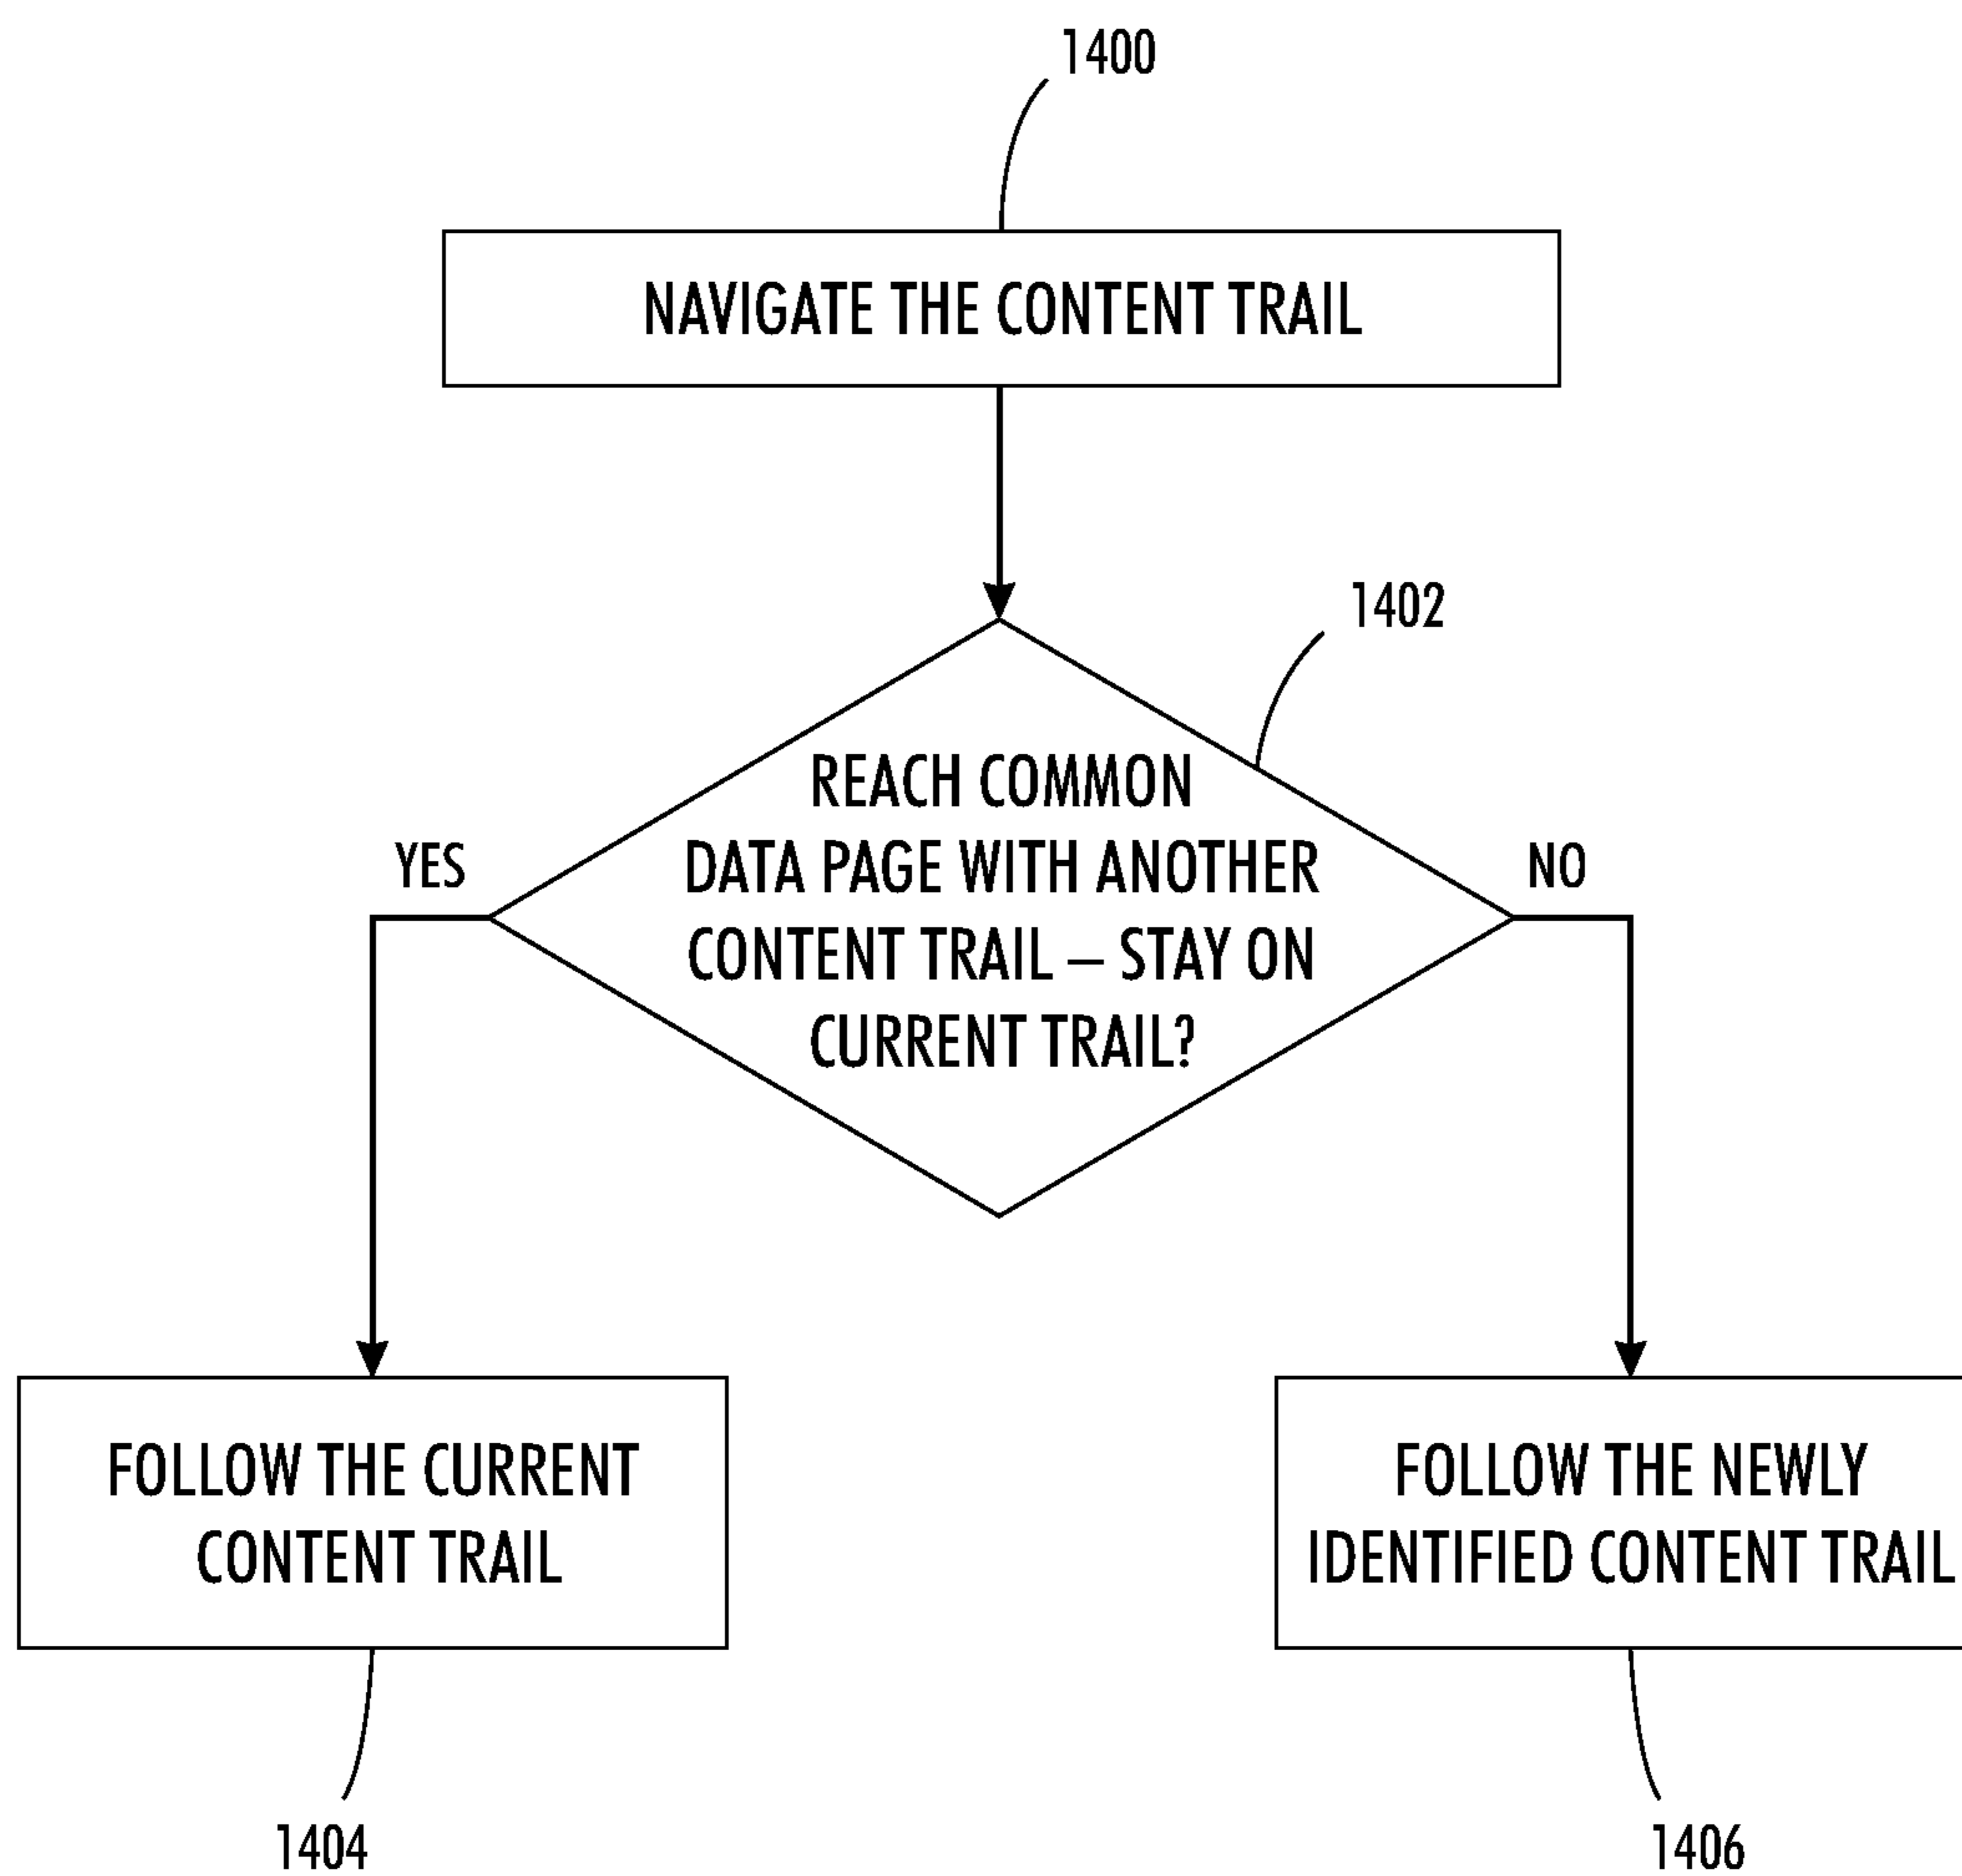 1400
NAVIGATE THE CONTENT TRAIL
1402
REACH COMMON
DATA PAGE WITH ANOTHER
CONTENT TRAIL – STAY ON
CURRENT TRAIL?
YES
NO
FOLLOW THE CURRENT
CONTENT TRAIL
FOLLOW THE NEWLY
IDENTIFIED CONTENT TRAIL
1404
1406